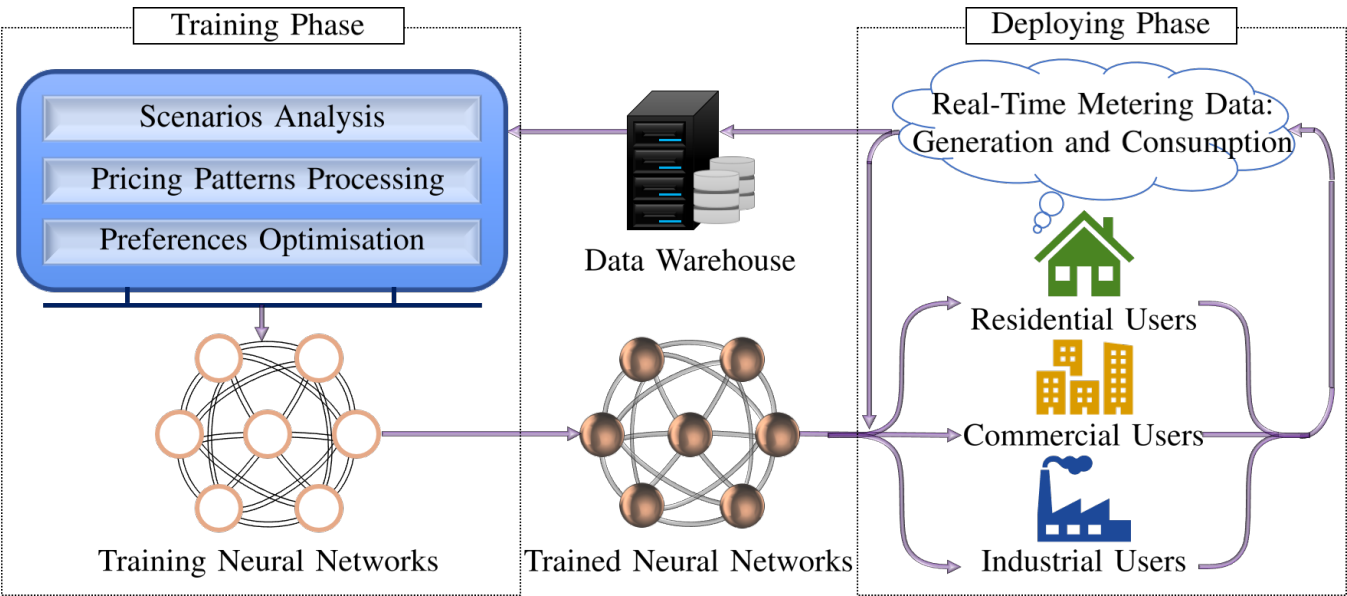 Training Phase
Scenarios Analysis
Pricing Patterns Processing
Preferences Optimisation
Training Neural Networks
Data Warehouse
Trained Neural Networks
Deploying Phase
Real-Time Metering Data:
Generation and Consumption
Residential Users
Commercial Users
Industrial Users